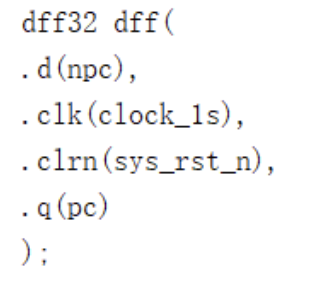 dff32 dff(
.d(npc),
.clk(clock_1s),
.clrn(sys_rst_n),
.q(pc)
);